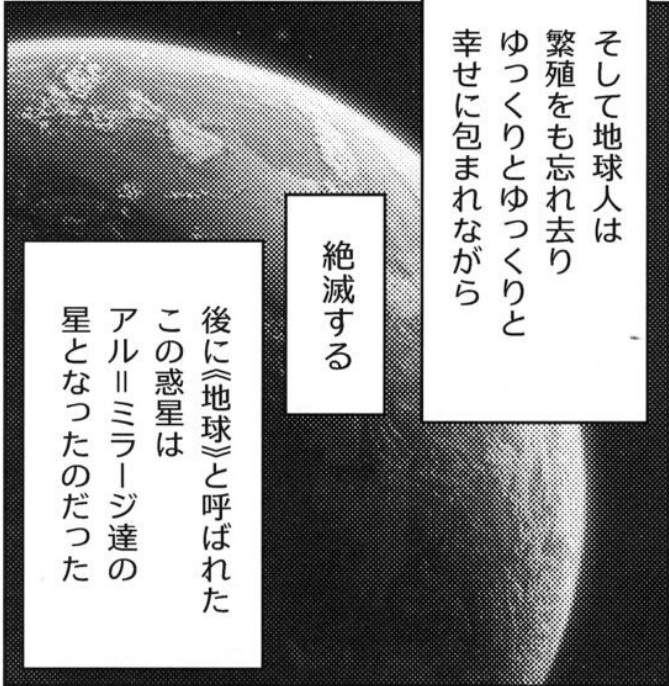 そして地球人は
繁殖をも忘れ去り
ゆっくりとゆっくりと
幸せに包まれながら
絶滅する
後に《地球》と呼ばれた
この惑星は
アル＝ミラージ達の
星となったのだった